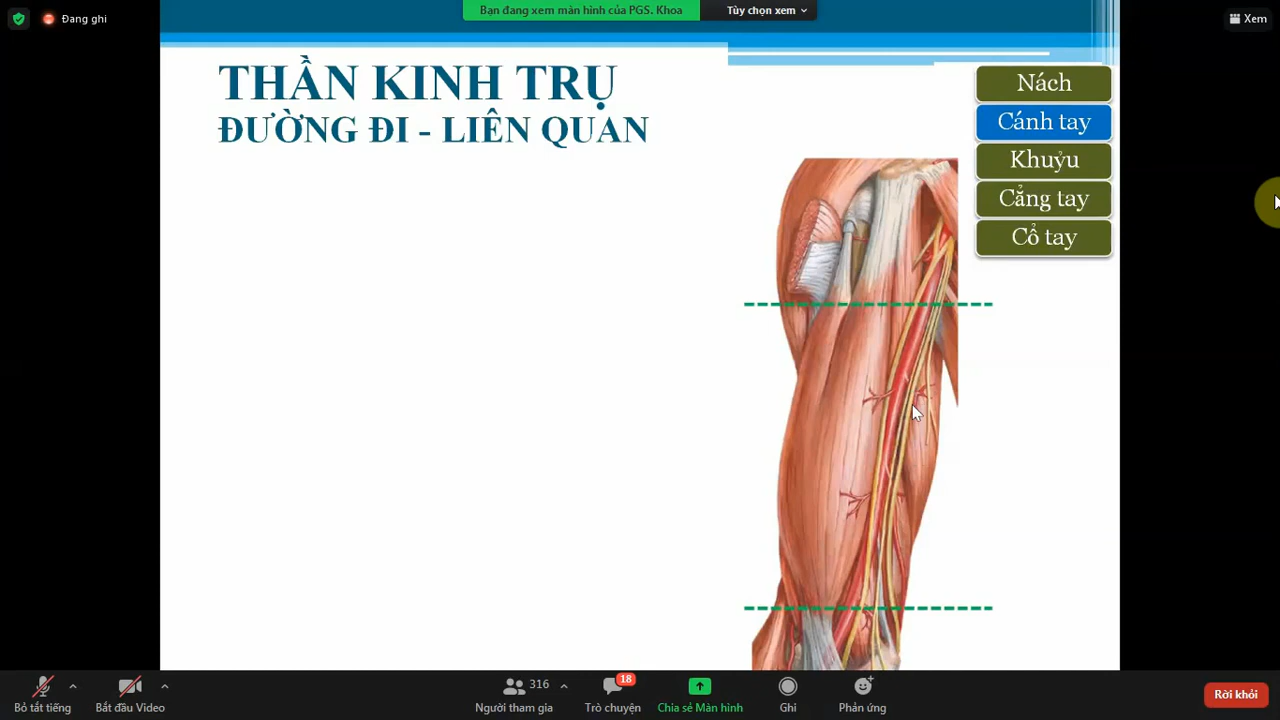 Bạn đang xem màn hình của PGS. Khoa
Tùy chọn xem
Đang ghi
Xem
THẦN KINH TRỤ
ĐƯỜNG ĐI - LIÊN QUAN
Nách
Cánh tay
Khuỷu
Cẳng tay
Cổ tay
316
18
Bỏ tắt tiếng
Bắt đầu Video
Người tham gia
Trò chuyện
Chia sẻ Màn hình
Ghi
Phản ứng
Rời khỏi